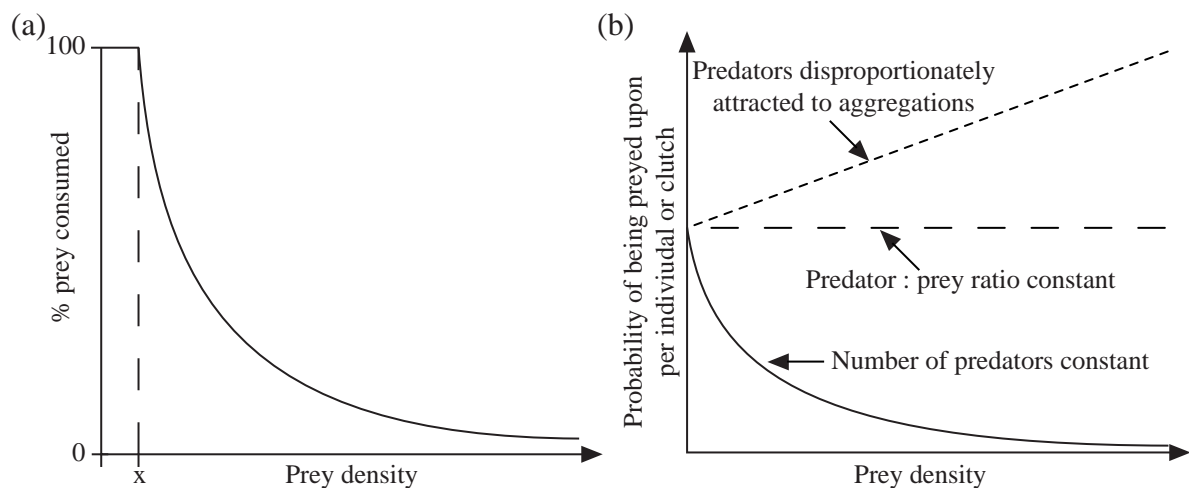 (a)
100
% prey consumed
0
x
Prey density
(b)
Probability of being preyed upon
per indiviudal or clutch
Predators disproportionately
attracted to aggregations
Predator : prey ratio constant
Number of predators constant
Prey density